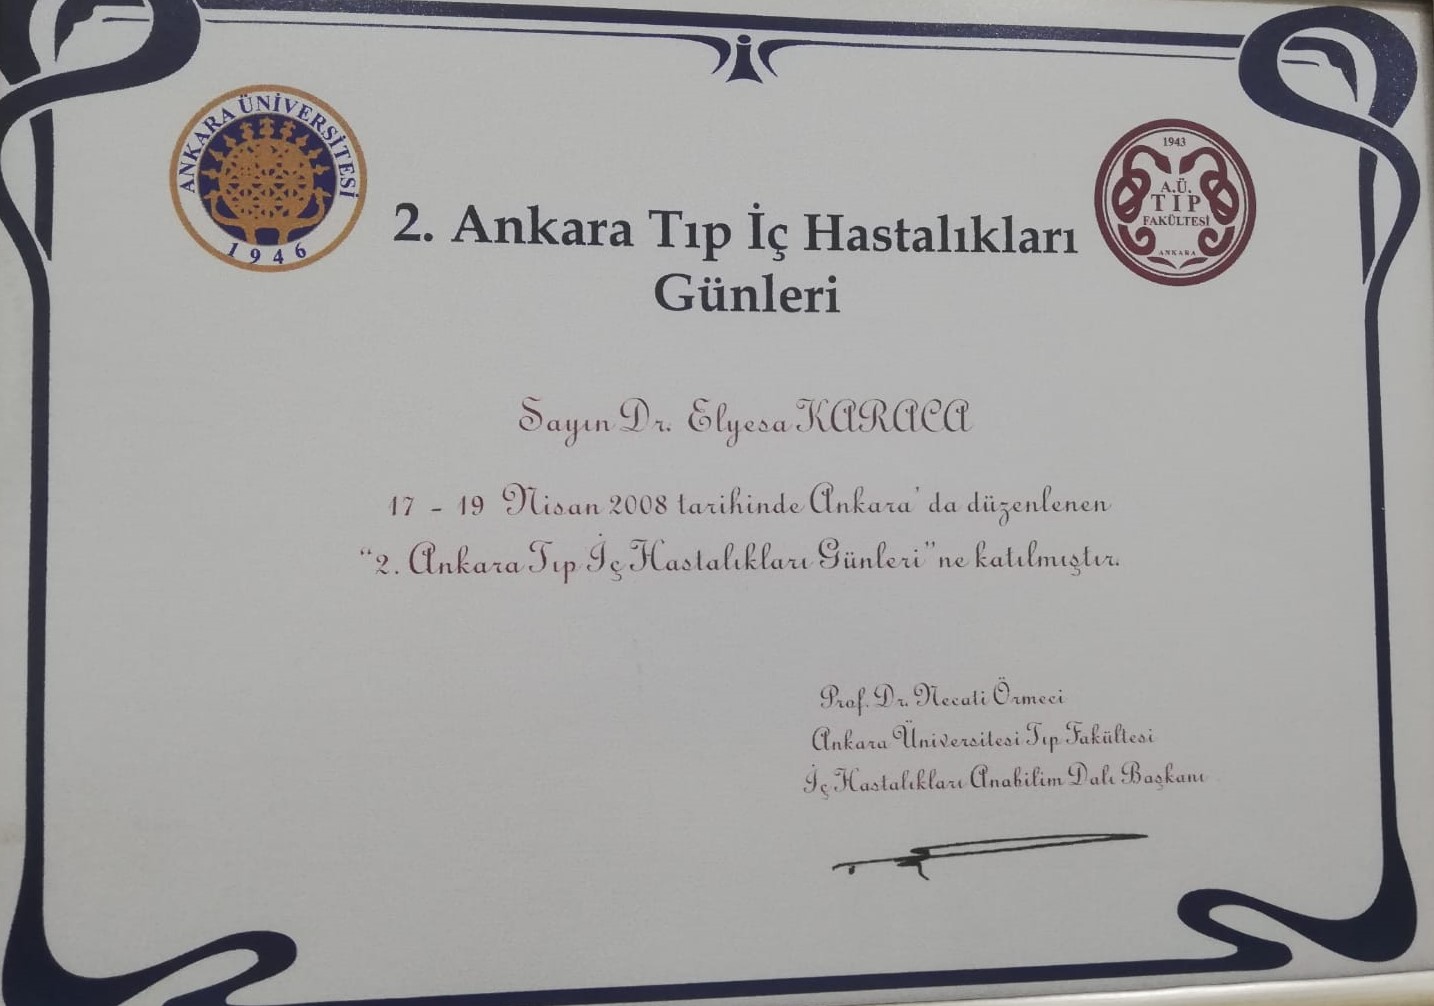 ANKARA ÜNİVERSİTESİ
1946
1943
A.Ü.
TIP
FAKÜLTESİ
ANKARA
2. Ankara Tıp İç Hastalıkları
Günleri
Sayın Dr. Elyesa KARACA
17 - 19 Nisan 2008 tarihinde Ankara' da düzenlenen
“2. Ankara Tıp İç Hastalıkları Günleri”ne katılmıştır.
Prof. Dr. Necati Örmeci
Ankara Üniversitesi Tıp Fakültesi
İç Hastalıkları Anabilim Dalı Başkanı